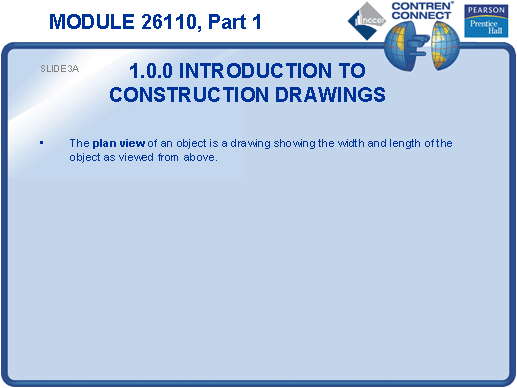 MODULE 26110, Part 1
nccer
CONTREN®
CONNECT
PEARSON
Prentice
Hall
SLIDE 3A
1.0.0 INTRODUCTION TO
CONSTRUCTION DRAWINGS
• The plan view of an object is a drawing showing the width and length of the
object as viewed from above.